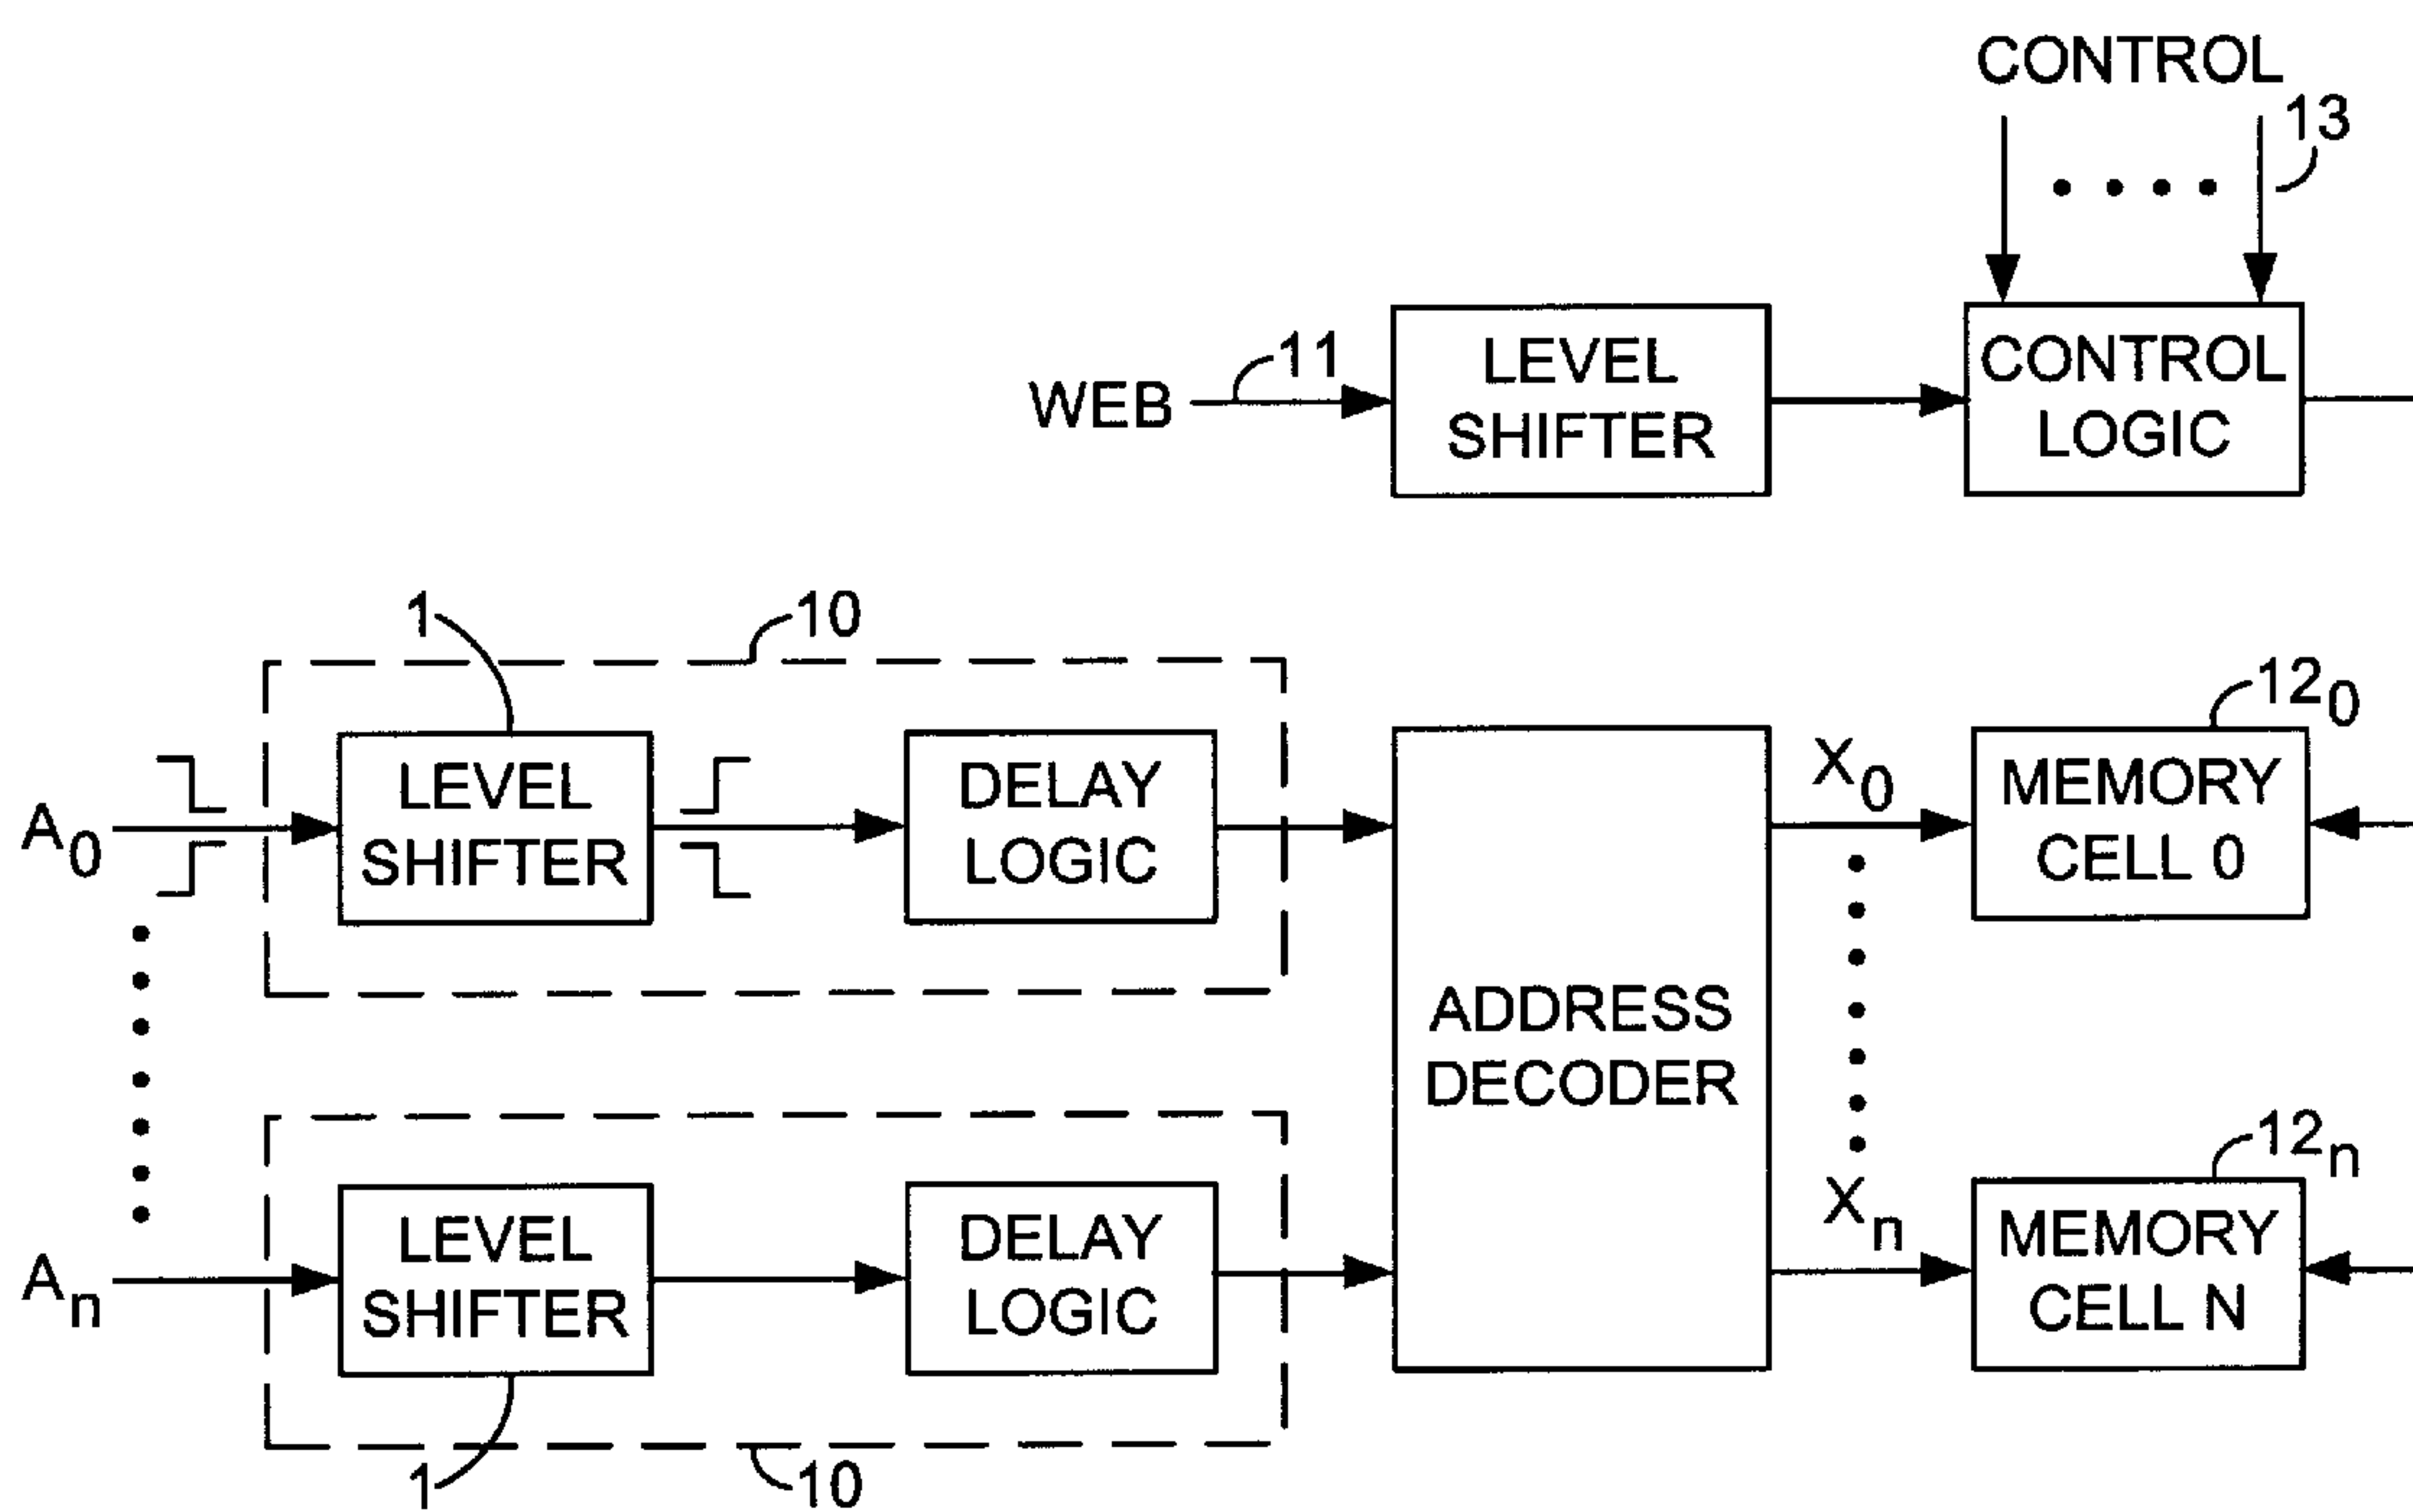 CONTROL
13
11
WEB
LEVEL
SHIFTER
CONTROL
LOGIC
1
10
A0
LEVEL
SHIFTER
DELAY
LOGIC
ADDRESS
DECODER
X0
120
MEMORY
CELL 0
An
LEVEL
SHIFTER
DELAY
LOGIC
Xn
12n
MEMORY
CELL N
1
10